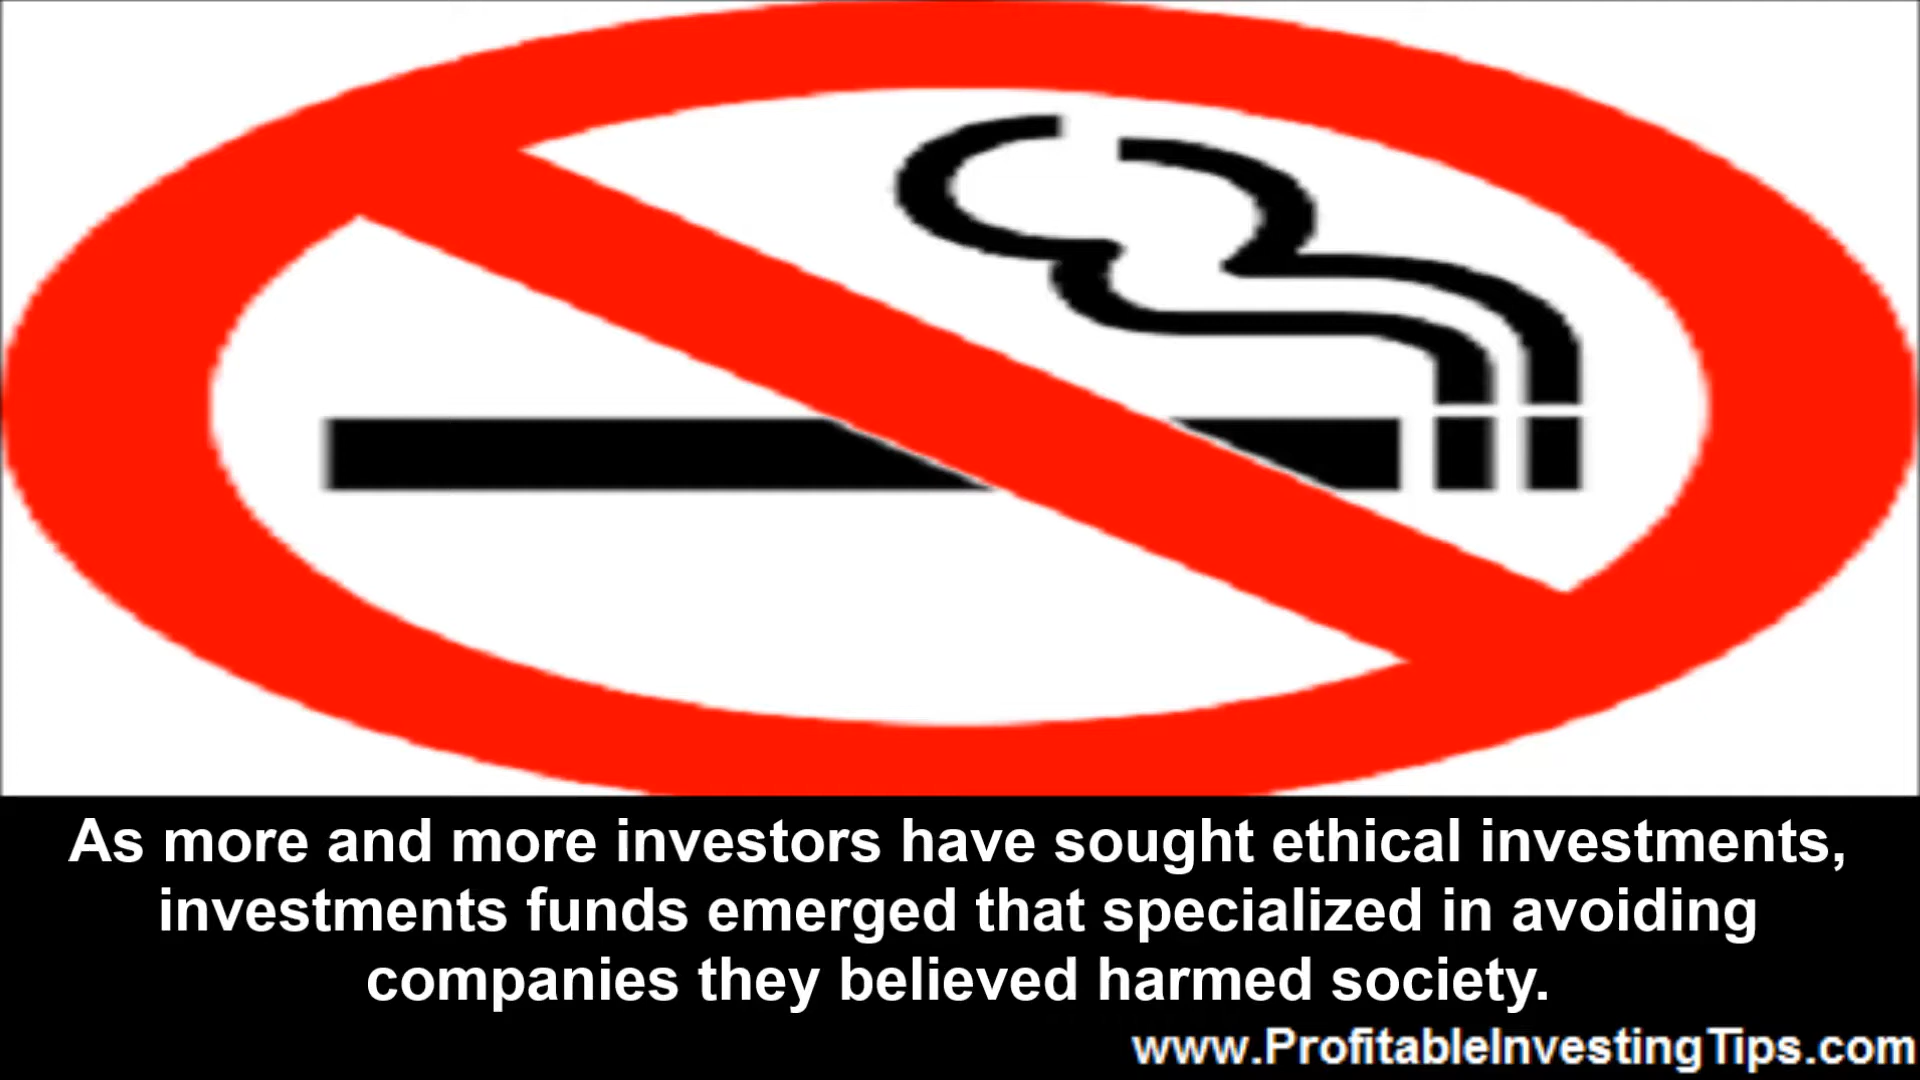 As more and more investors have sought ethical investments,
investments funds emerged that specialized in avoiding
companies they believed harmed society.
www.ProfitableInvestingTips.com